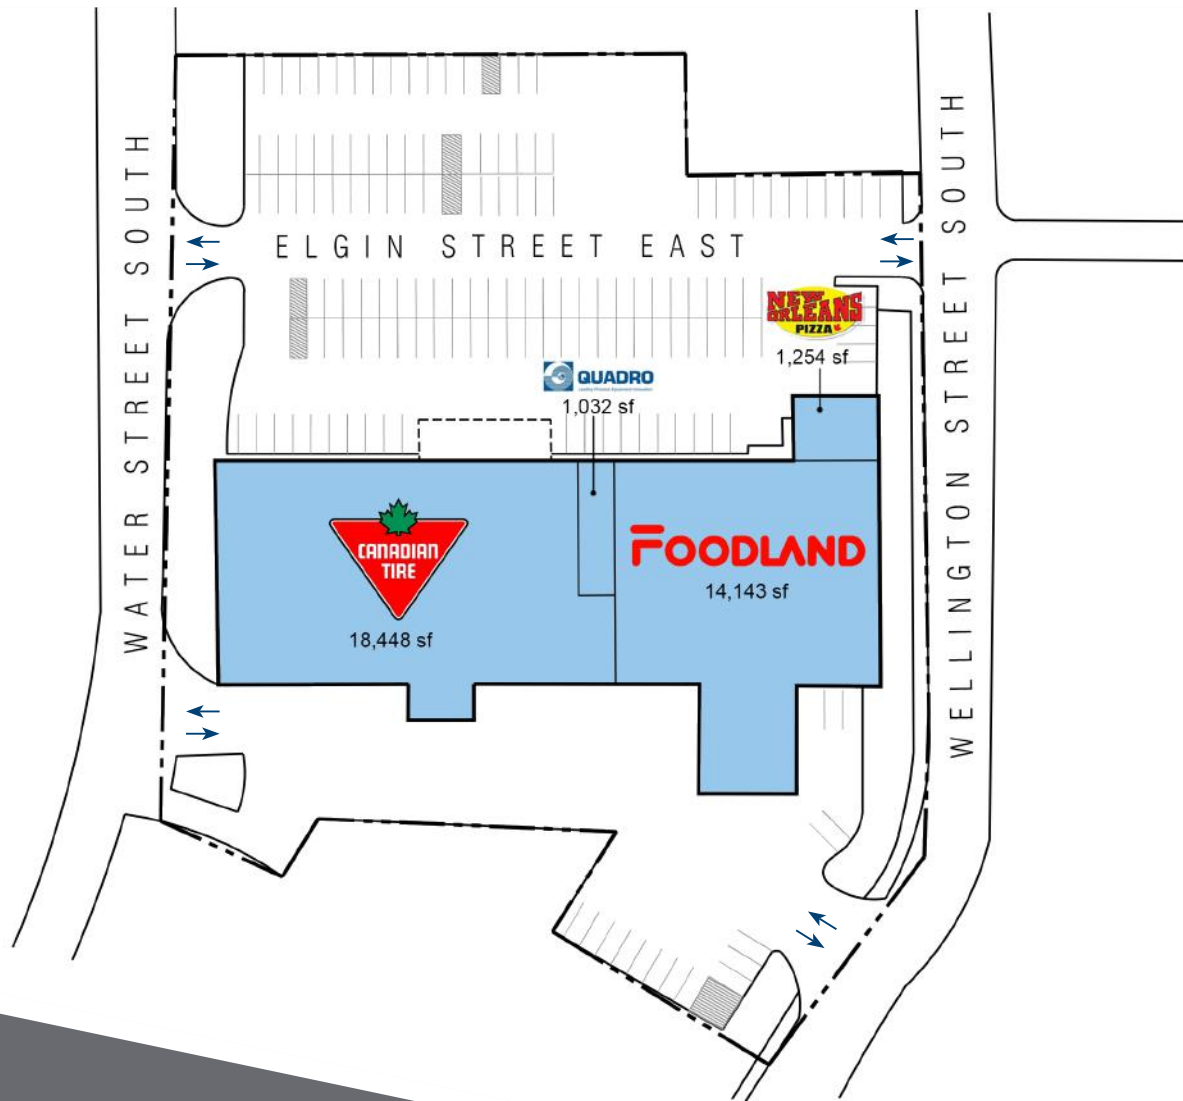 WATER STREET SOUTH
ELGIN STREET EAST
WELLINGTON STREET SOUTH
NEW
ORLEANS
PIZZA
1,254 sf
QUADRO
1,032 sf
CANADIAN
TIRE
18,448 sf
FOODLAND
14,143 sf